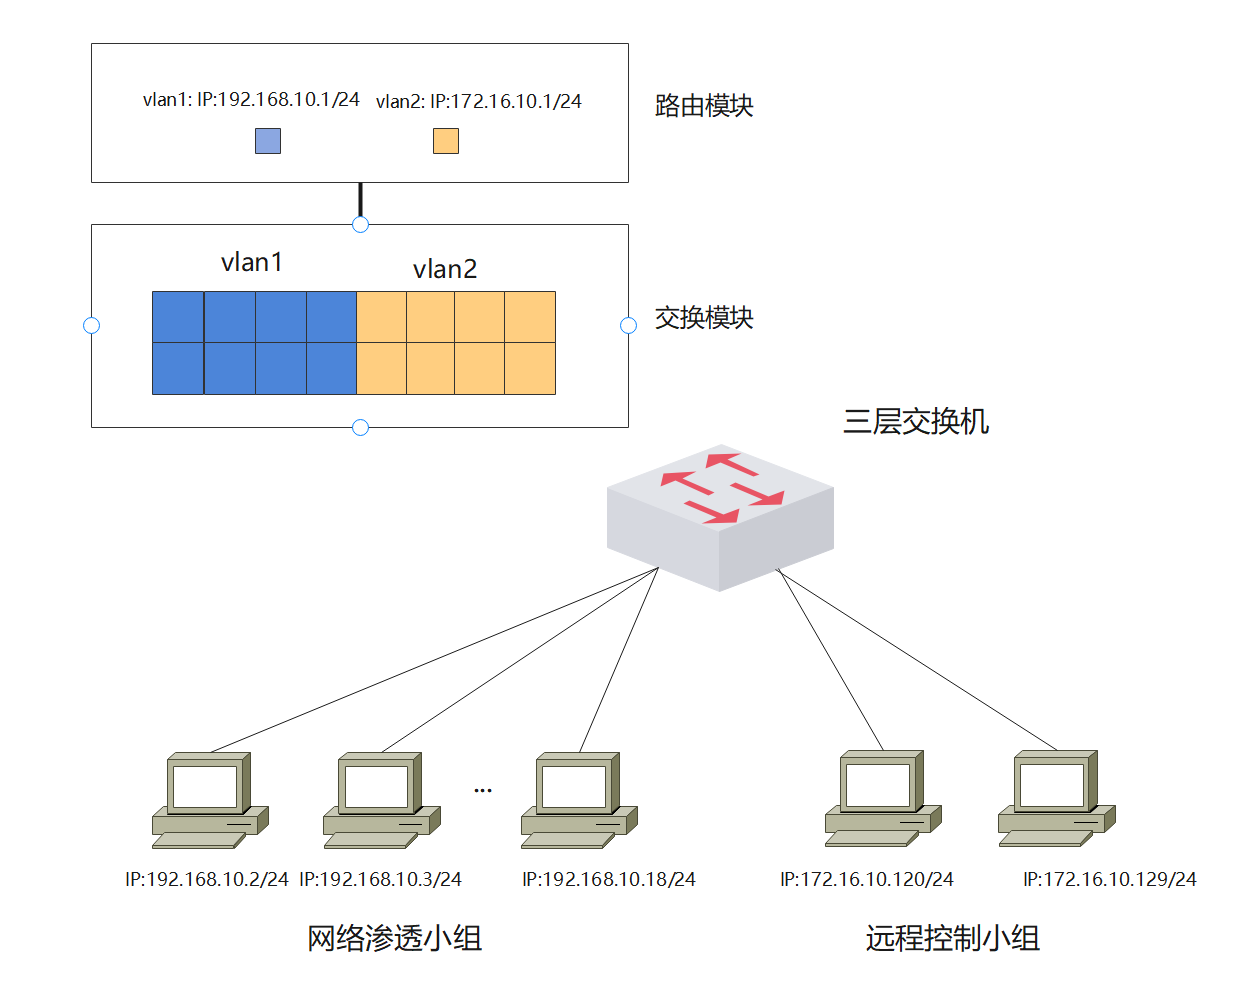 vlan1: IP:192.168.10.1/24
vlan2: IP:172.16.10.1/24
路由模块
vlan1
vlan2
交换模块
三层交换机
...
IP:192.168.10.2/24
IP:192.168.10.3/24
IP:192.168.10.18/24
IP:172.16.10.120/24
IP:172.16.10.129/24
网络渗透小组
远程控制小组